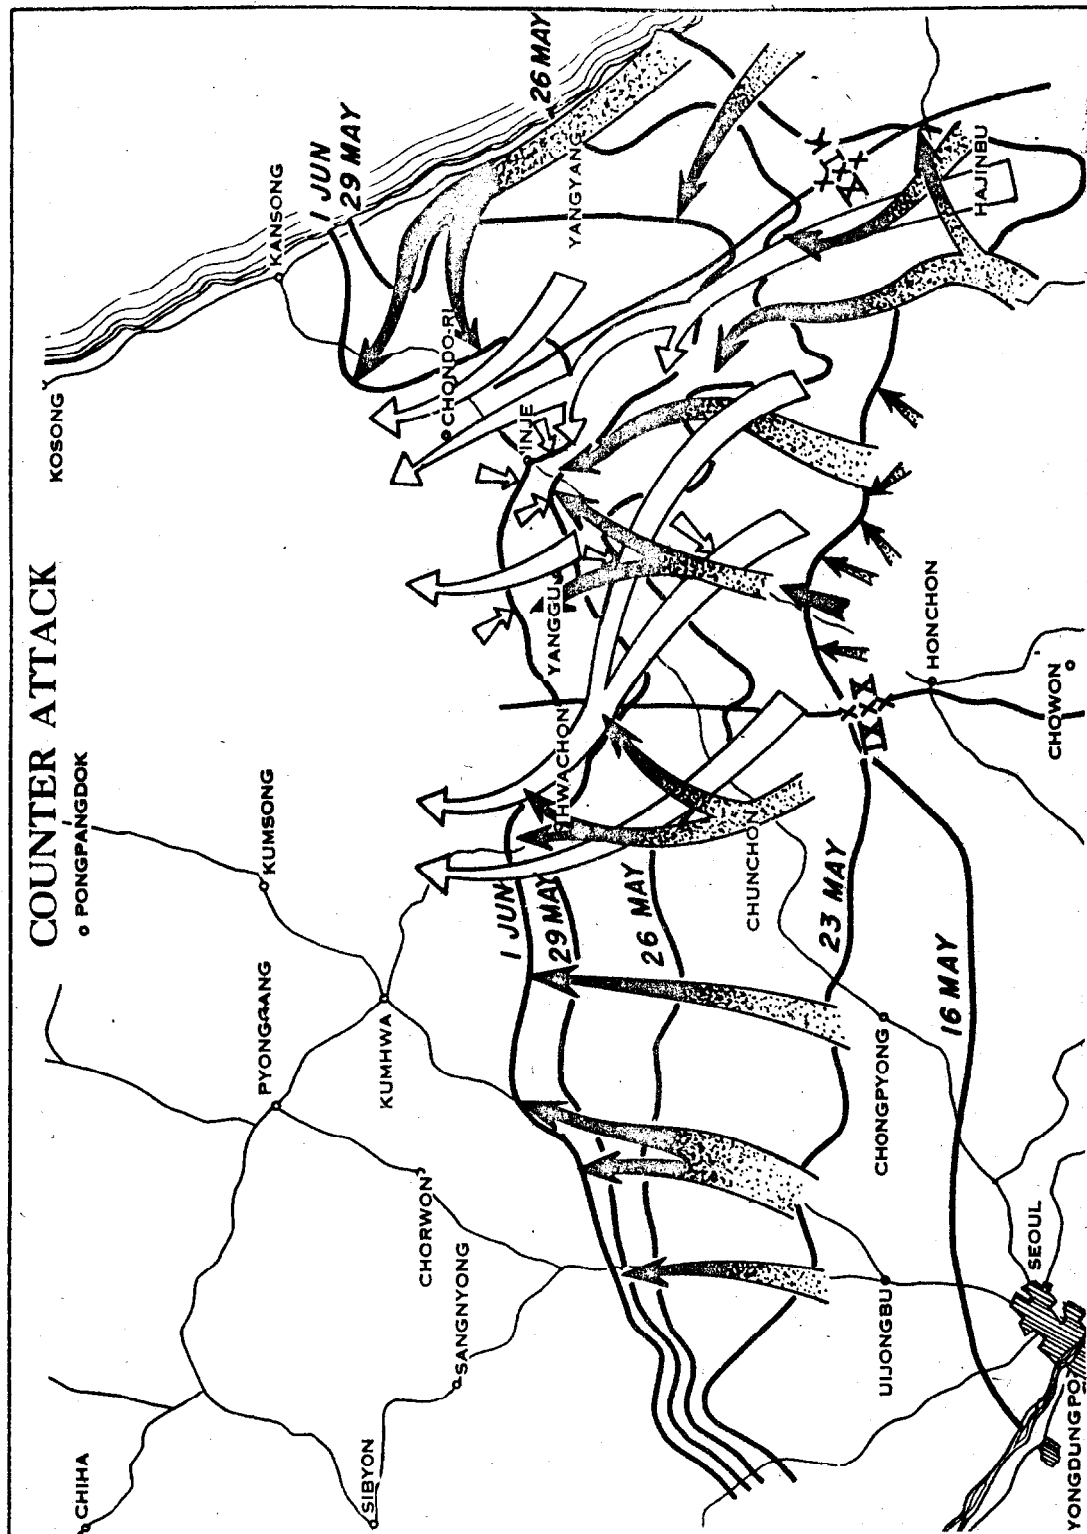 COUNTER ATTACK
KOSONG
KANSONG
1 JUN
29 MAY
26 MAY
YANGYANG
CHONDO-RI
INJE
HAJINBU
I X X
PONGPANGDOK
KUMSONG
PYONGGANG
KUMHWA
YANGGU
HWACHON
HONCHON
CHOWON
IX X
CHUNCHON
1 JUN
29 MAY
26 MAY
23 MAY
16 MAY
CHORWON
SANGNYONG
CHIHA
SIBYON
CHONGPYONG
UIJONGBU
SEOUL
YONGDUNGPO